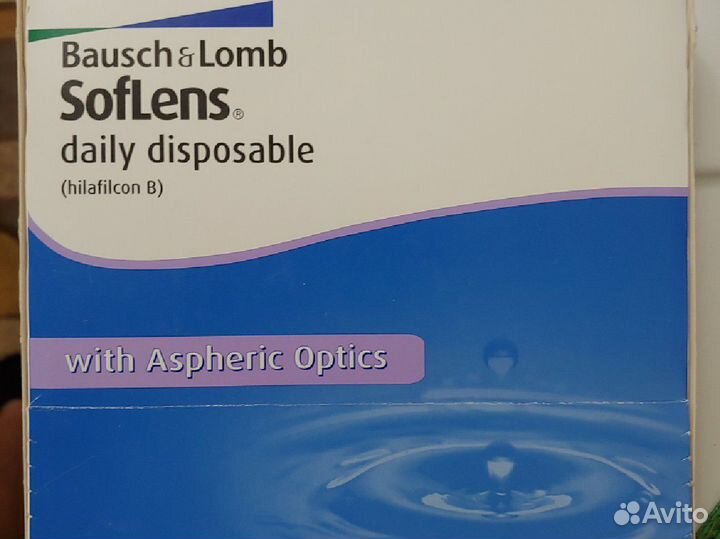 Bausch & Lomb
SofLens®
daily disposable
(hilafilcon B)
with Aspheric Optics
Avito